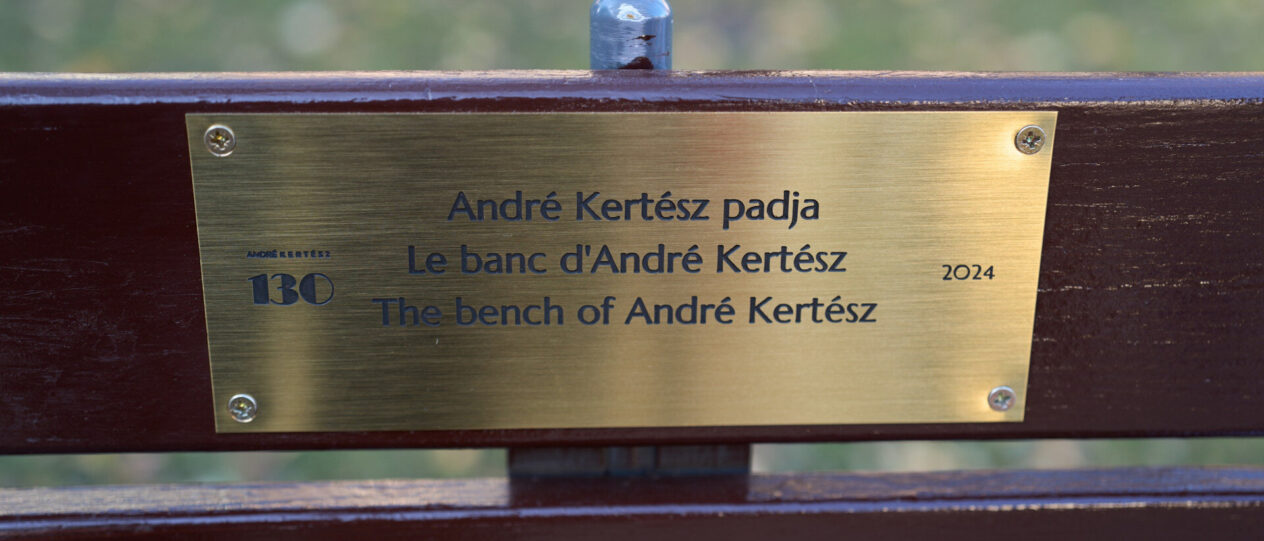 André Kertész padja
Le banc d'André Kertész
The bench of André Kertész
ANDRÉ KERTÉSZ
130
2024